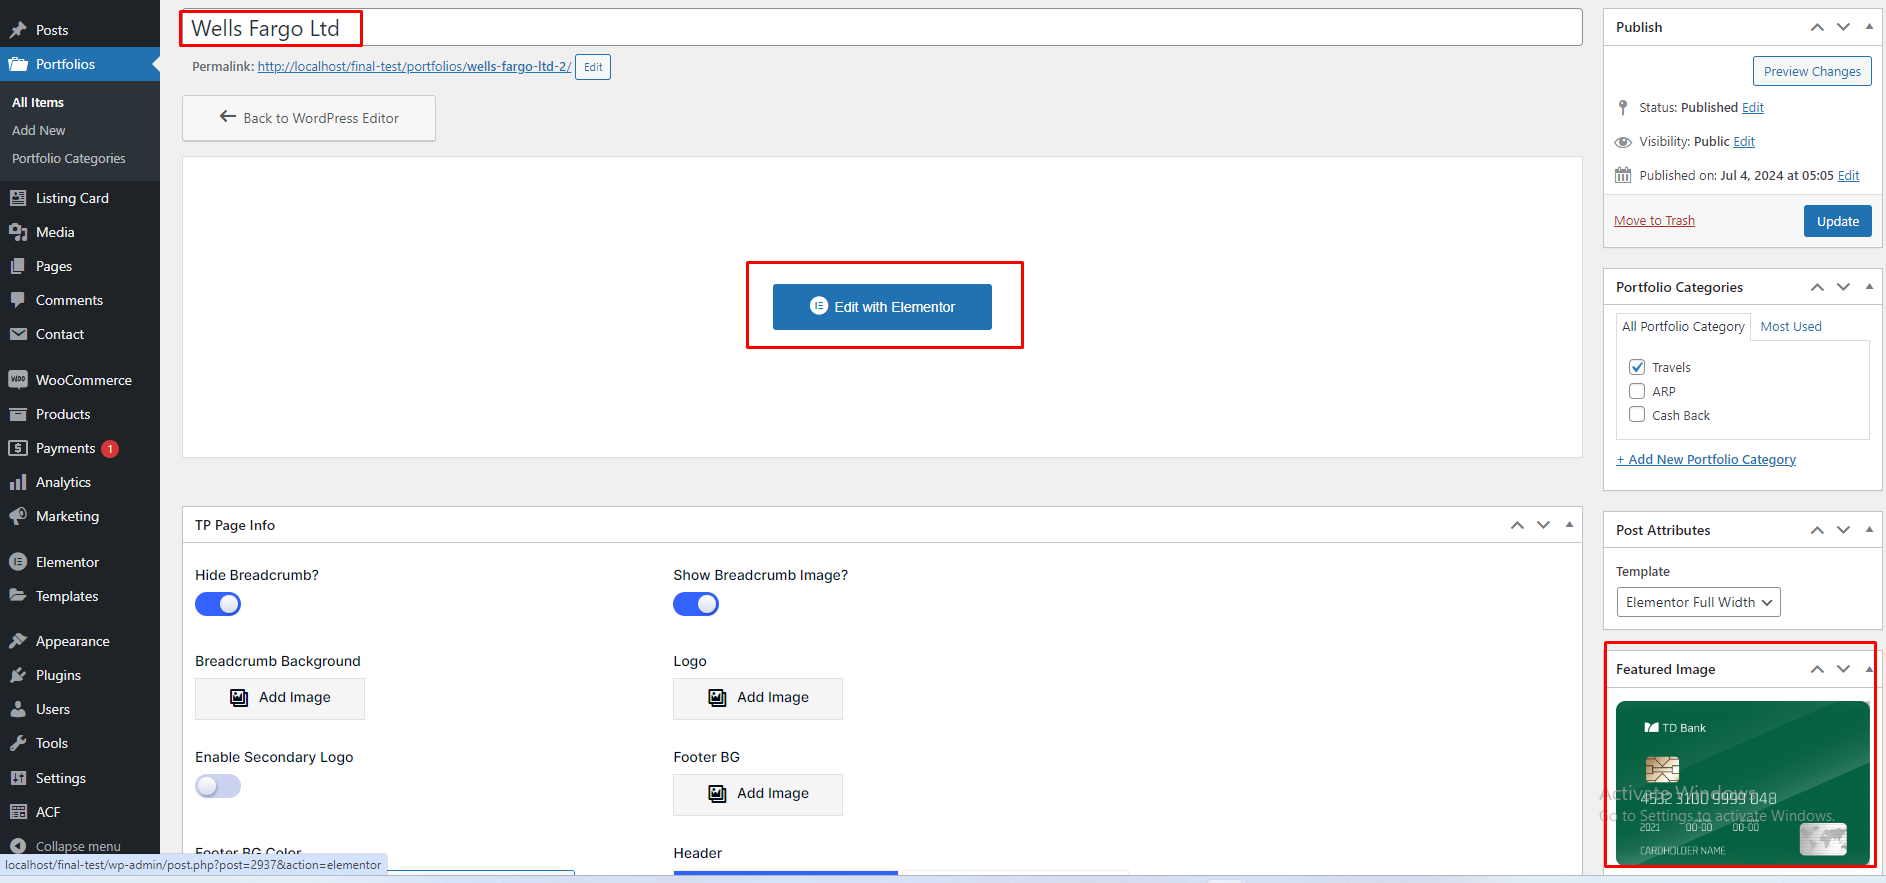 Posts
Portfolios
All Items
Add New
Portfolio Categories
Listing Card
Media
Pages
Comments
Contact
WooCommerce
Products
Payments 1
Analytics
Marketing
Elementor
Templates
Appearance
Plugins
Users
Tools
Settings
ACF
Collapse menu
localhost/final-test/wp-admin/post.php?post=2937&action=elementor
Wells Fargo Ltd
Permalink: http://localhost/final-test/portfolios/wells-fargo-ltd-2/ Edit
Back to WordPress Editor
Edit with Elementor
TP Page Info
Hide Breadcrumb?
Show Breadcrumb Image?
Breadcrumb Background
Logo
Add Image
Add Image
Enable Secondary Logo
Footer BG
Add Image
Footer BG Color
Header
Publish
Preview Changes
Status: Published Edit
Visibility: Public Edit
Published on: Jul 4, 2024 at 05:05 Edit
Move to Trash
Update
Portfolio Categories
All Portfolio Category
Most Used
Travels
ARP
Cash Back
+ Add New Portfolio Category
Post Attributes
Template
Elementor Full Width
Featured Image
TD Bank
4532 3100 9999 048
2021 00-00 00-00
CARDHOLDER NAME
Activate Windows
Go to Settings to activate Windows.